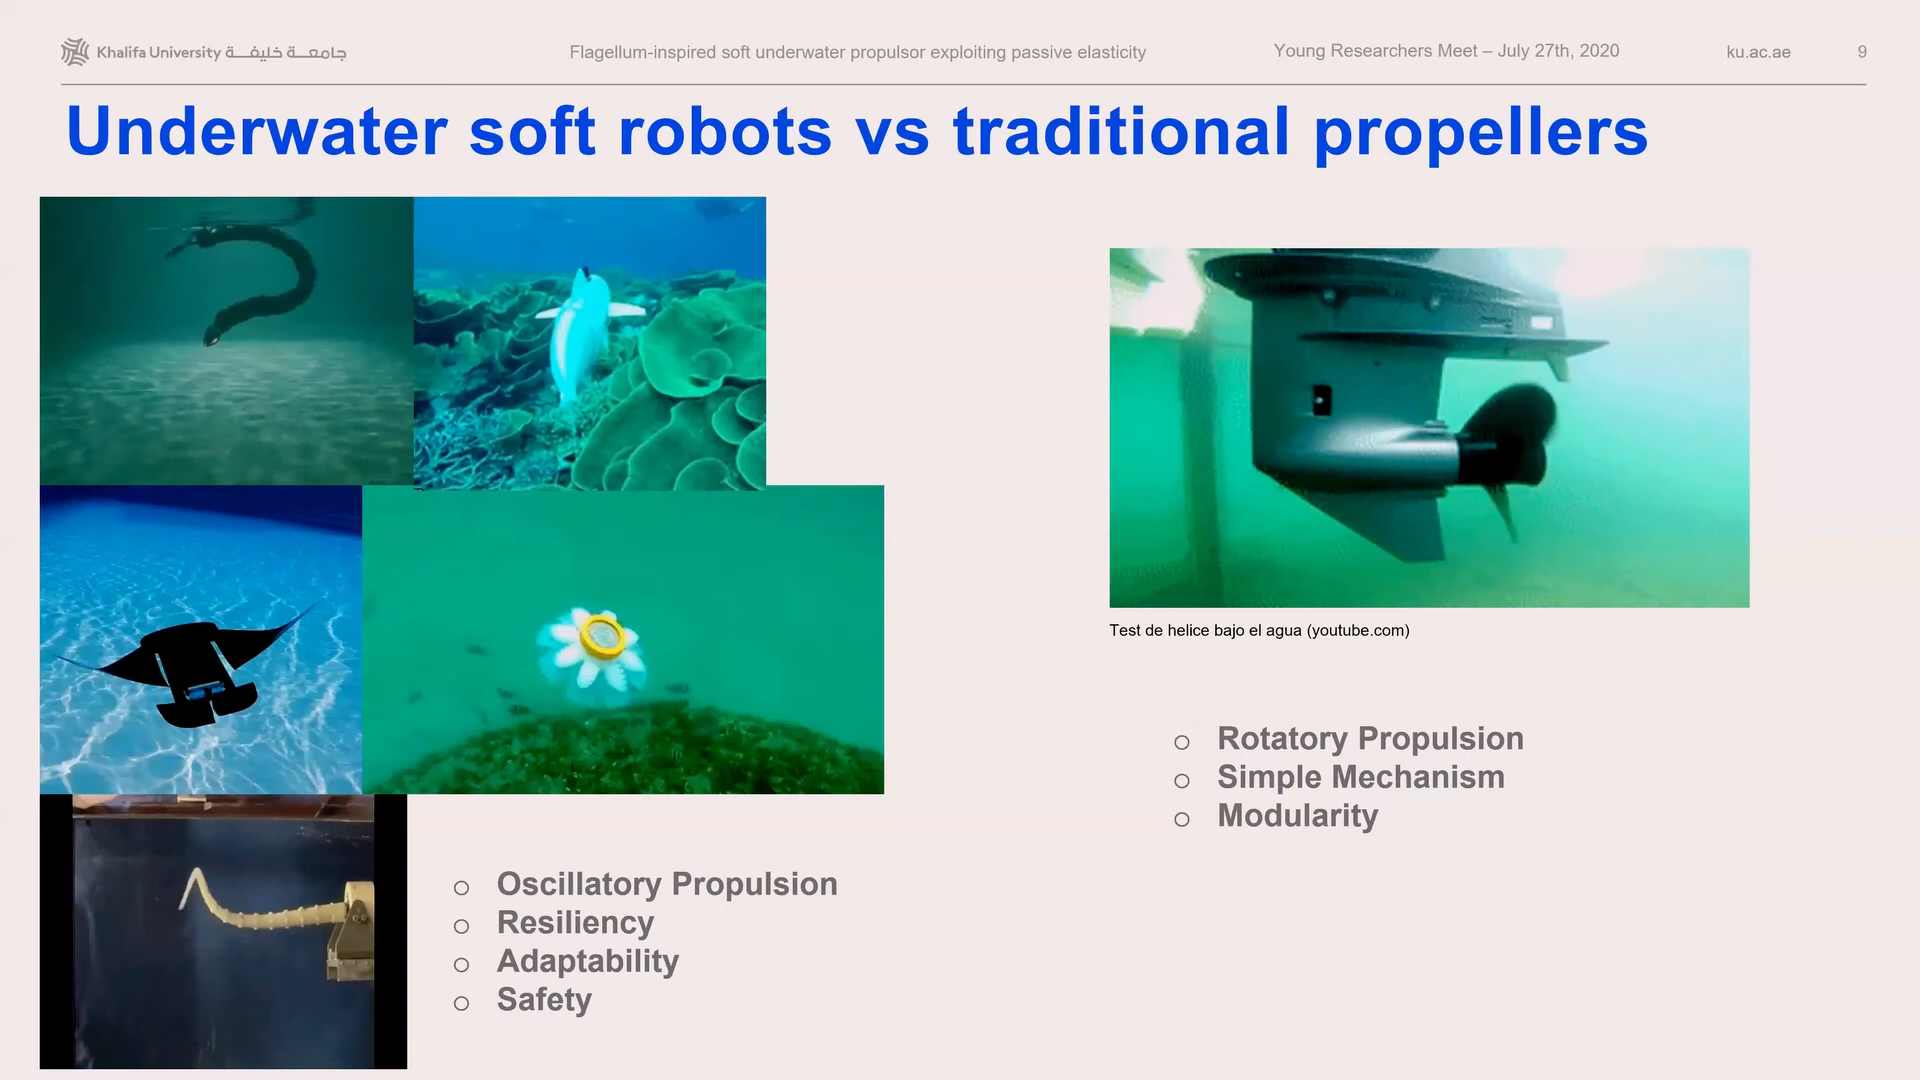 Khalifa University جامعة خليفة
Flagellum-inspired soft underwater propulsor exploiting passive elasticity
Young Researchers Meet – July 27th, 2020
ku.ac.ae
9
Underwater soft robots vs traditional propellers
Test de helice bajo el agua (youtube.com)
Rotatory Propulsion
Simple Mechanism
Modularity
Oscillatory Propulsion
Resiliency
Adaptability
Safety